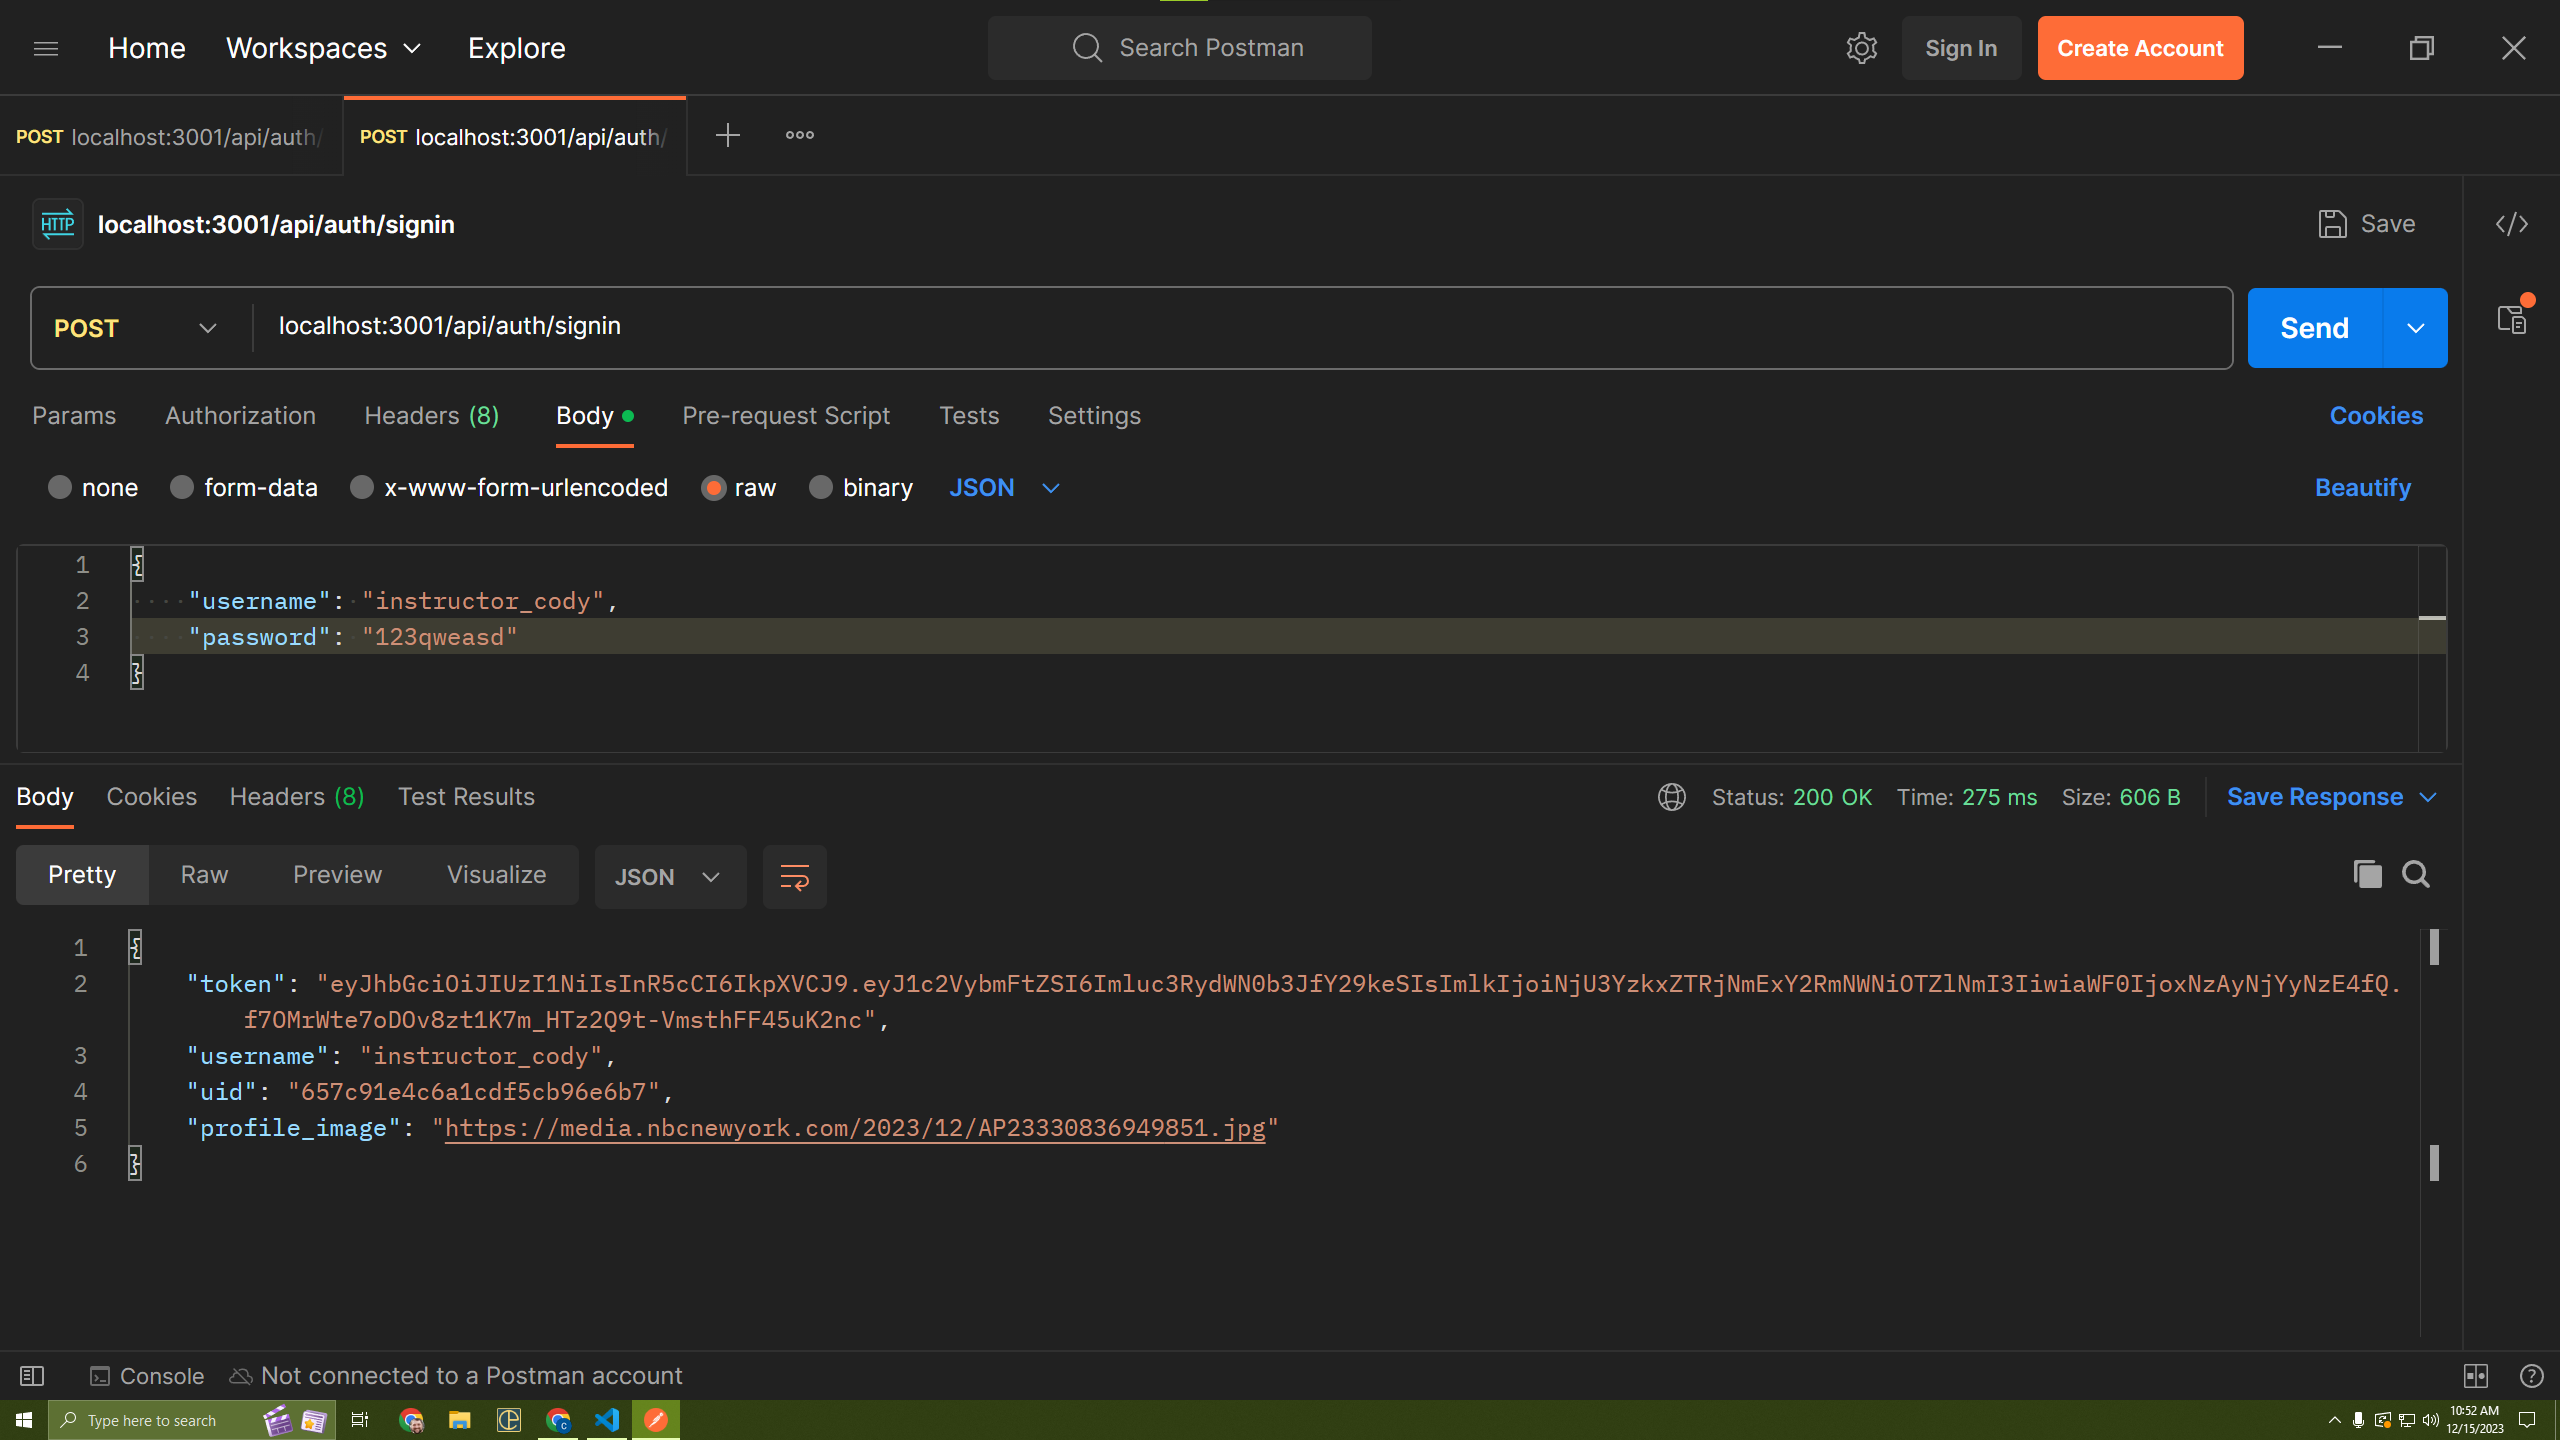 Home Workspaces Explore Search Postman Sign In Create Account
POST localhost:3001/api/auth/ POST localhost:3001/api/auth/
HTTP localhost:3001/api/auth/signin Save
POST localhost:3001/api/auth/signin Send
Params Authorization Headers (8) Body Pre-request Script Tests Settings Cookies
none form-data x-www-form-urlencoded raw binary JSON Beautify
1 {
2 "username": "instructor_cody",
3 "password": "123qweasd"
4 }
Body Cookies Headers (8) Test Results Status: 200 OK Time: 275 ms Size: 606 B Save Response
Pretty Raw Preview Visualize JSON
1 {
2 "token": "eyJhbGciOiJIUzI1NiIsInR5cCI6IkpXVCJ9.eyJ1c2VybmFtZSI6Imluc3RydWN0b3JfY29keSIsImlkIjoiNjU3YzkxZTRjNmExY2RmNWNiOTZlNmI3IiwiaWF0IjoxNzAyNjYyNzE4fQ.
f7OMrWte7oDOv8zt1K7m_HTz2Q9t-VmsthFF45uK2nc",
3 "username": "instructor_cody",
4 "uid": "657c91e4c6a1cdf5cb96e6b7",
5 "profile_image": "https://media.nbcnewyork.com/2023/12/AP23330836949851.jpg"
6 }
Console Not connected to a Postman account
Type here to search 10:52 AM
12/15/2023